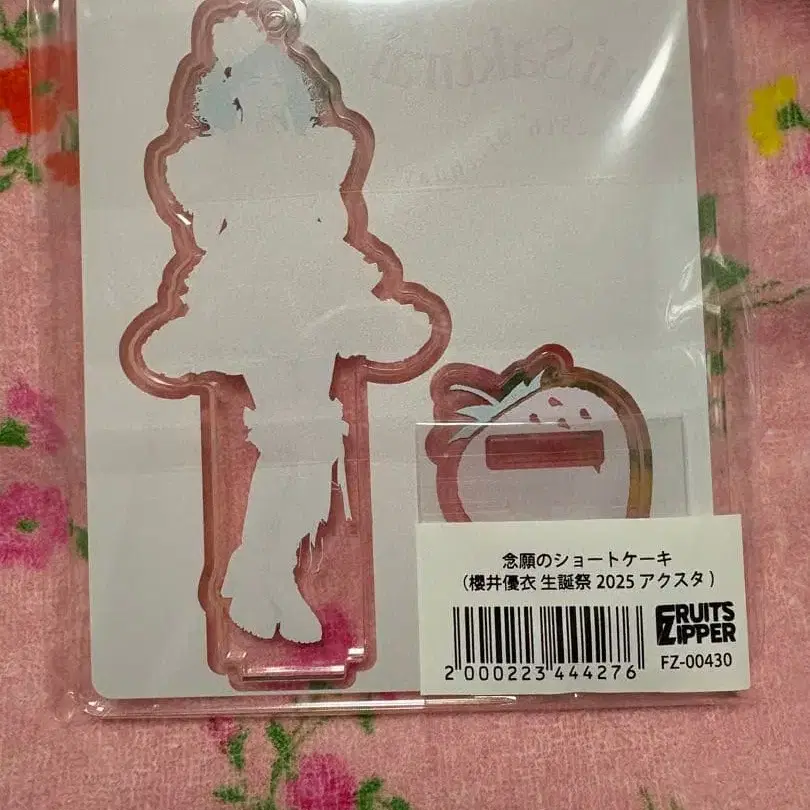 念願のショートケーキ
（櫻井優衣 生誕祭 2025 アクスタ）
FRUITS
ZIPPER
2 000223 444276
FZ-00430